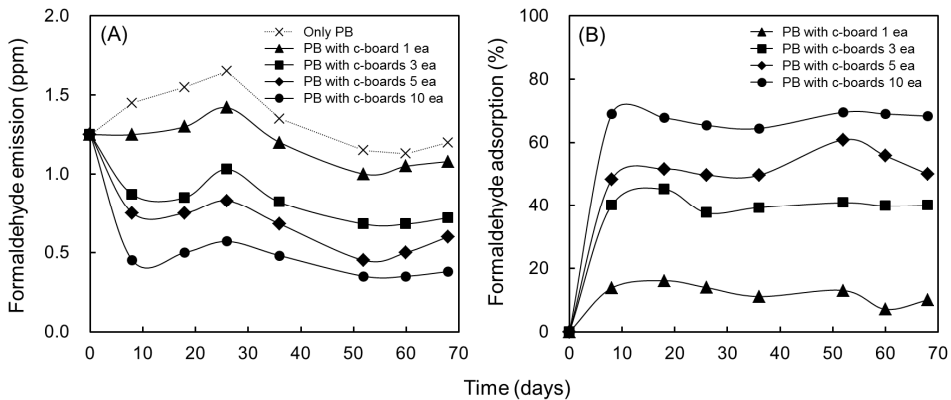 (A)
Only PB
PB with c-board 1 ea
PB with c-boards 3 ea
PB with c-boards 5 ea
PB with c-boards 10 ea
Formaldehyde emission (ppm)
2.0
1.5
1.0
0.5
0.0
0 10 20 30 40 50 60 70
(B)
PB with c-board 1 ea
PB with c-boards 3 ea
PB with c-boards 5 ea
PB with c-boards 10 ea
Formaldehyde adsorption (%)
100
80
60
40
20
0
0 10 20 30 40 50 60 70
Time (days)